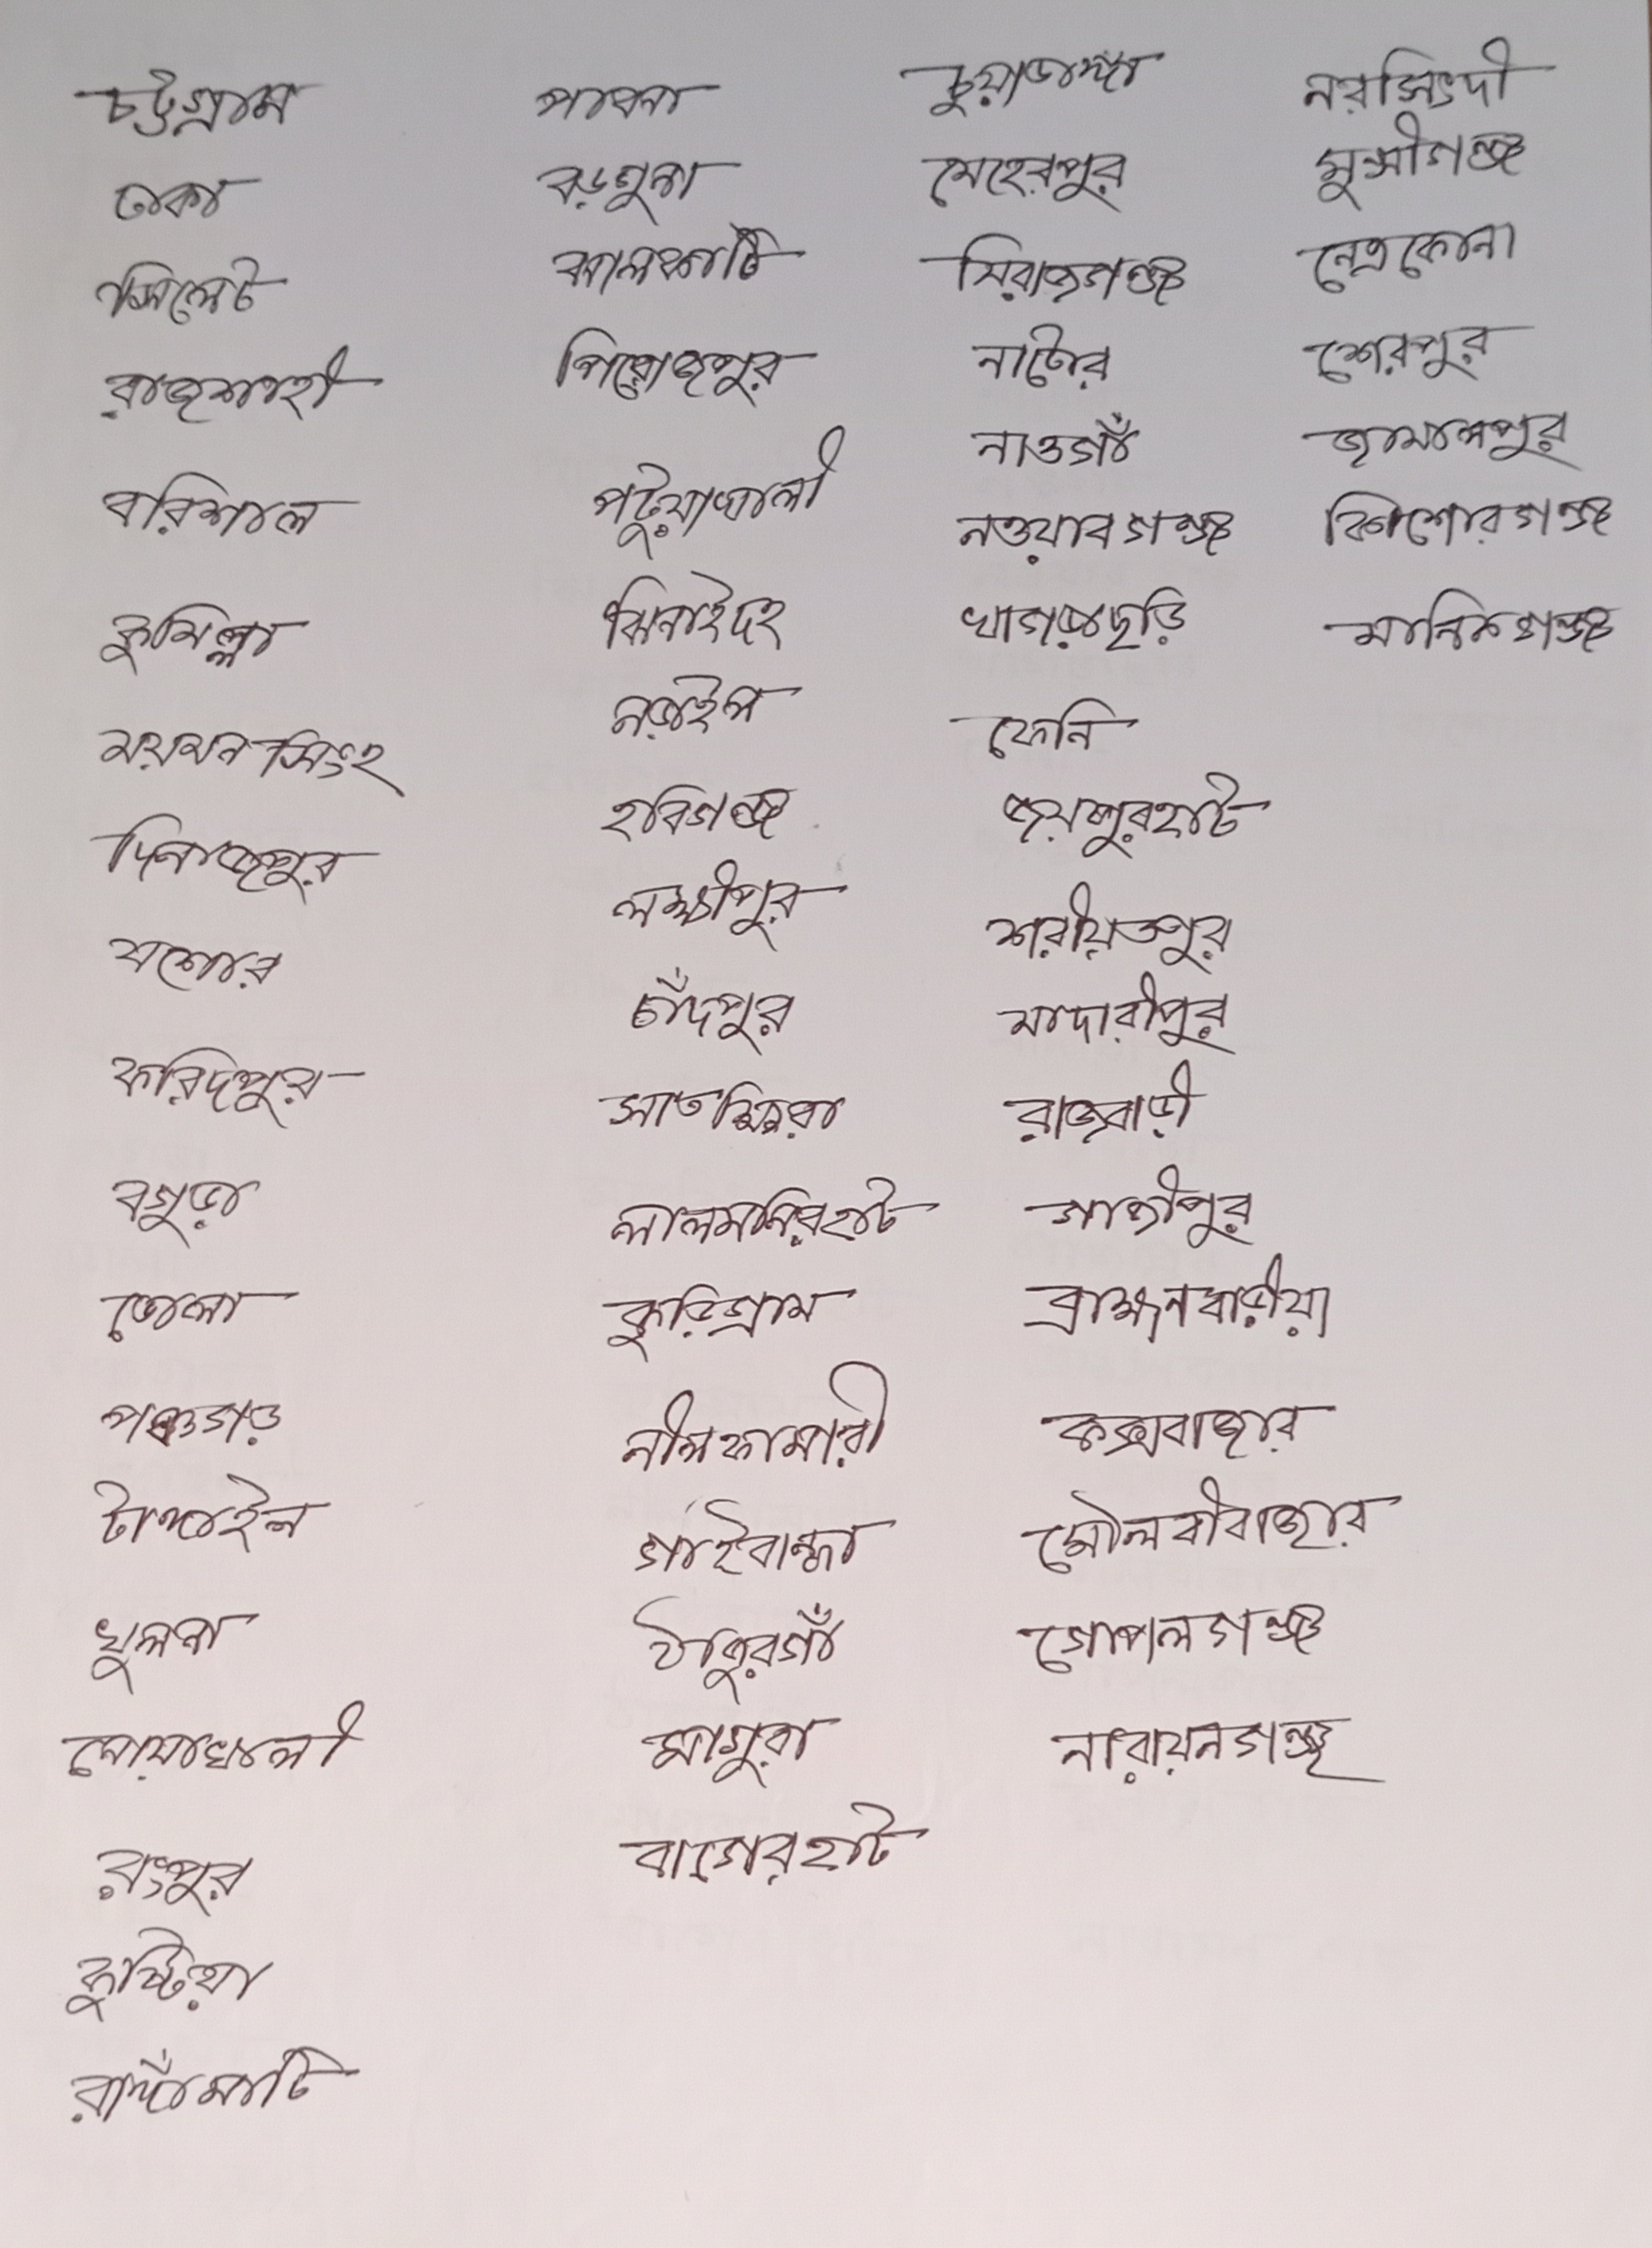 চট্টগ্রাম
ঢাকা
সিলেট
রাজশাহী
বরিশাল
কুমিল্লা
ময়মনসিংহ
দিনাজপুর
যশোর
ফরিদপুর
বগুড়া
ভোলা
পঞ্চগড়
টাঙ্গাইল
খুলনা
নোয়াখালী
রংপুর
কুষ্টিয়া
রাঙ্গাঁমাটি
পাবনা
বড়গুনা
ঝালকাঠি
পিরোজপুর
পটুয়াখালী
ঝিনাইদহ
নড়াইল
হবিগঞ্জ
লক্ষীপুর
চাঁদপুর
সাতক্ষিরা
লালমনিরহাট
কুড়িগ্রাম
নীলফামারী
গাইবান্ধা
ঠাকুরগাঁ
মাগুরা
বাগেরহাট
চুয়াডাঙ্গা
মেহেরপুর
সিরাজগঞ্জ
নাটোর
নাওগাঁ
নওয়াবগঞ্জ
খাগড়াছড়ি
ফেনি
জয়পুরহাট
শরীয়তপুর
মাদারীপুর
রাজবাড়ী
গাজীপুর
ব্রাহ্মনবাড়ীয়া
কক্সবাজার
মৌলবীবাজার
গোপালগঞ্জ
নারায়নগঞ্জ
নরসিংদী
মুন্সীগঞ্জ
নেত্রকোনা
শেরপুর
জামালপুর
কিশোরগঞ্জ
মানিকগঞ্জ